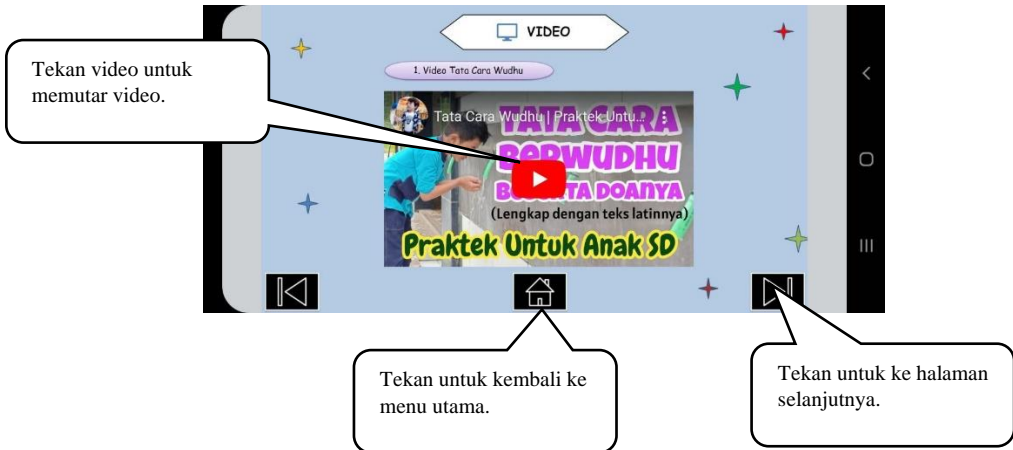 VIDEO
Tekan video untuk
memutar video.
1. Video Tata Cara Wudhu
Tata Cara Wudhu | Praktek Untu...
TATA CARA
BERWUDHU
BESERTA DOANYA
(Lengkap dengan teks latinnya)
Praktek Untuk Anak SD
Tekan untuk kembali ke
menu utama.
Tekan untuk ke halaman
selanjutnya.